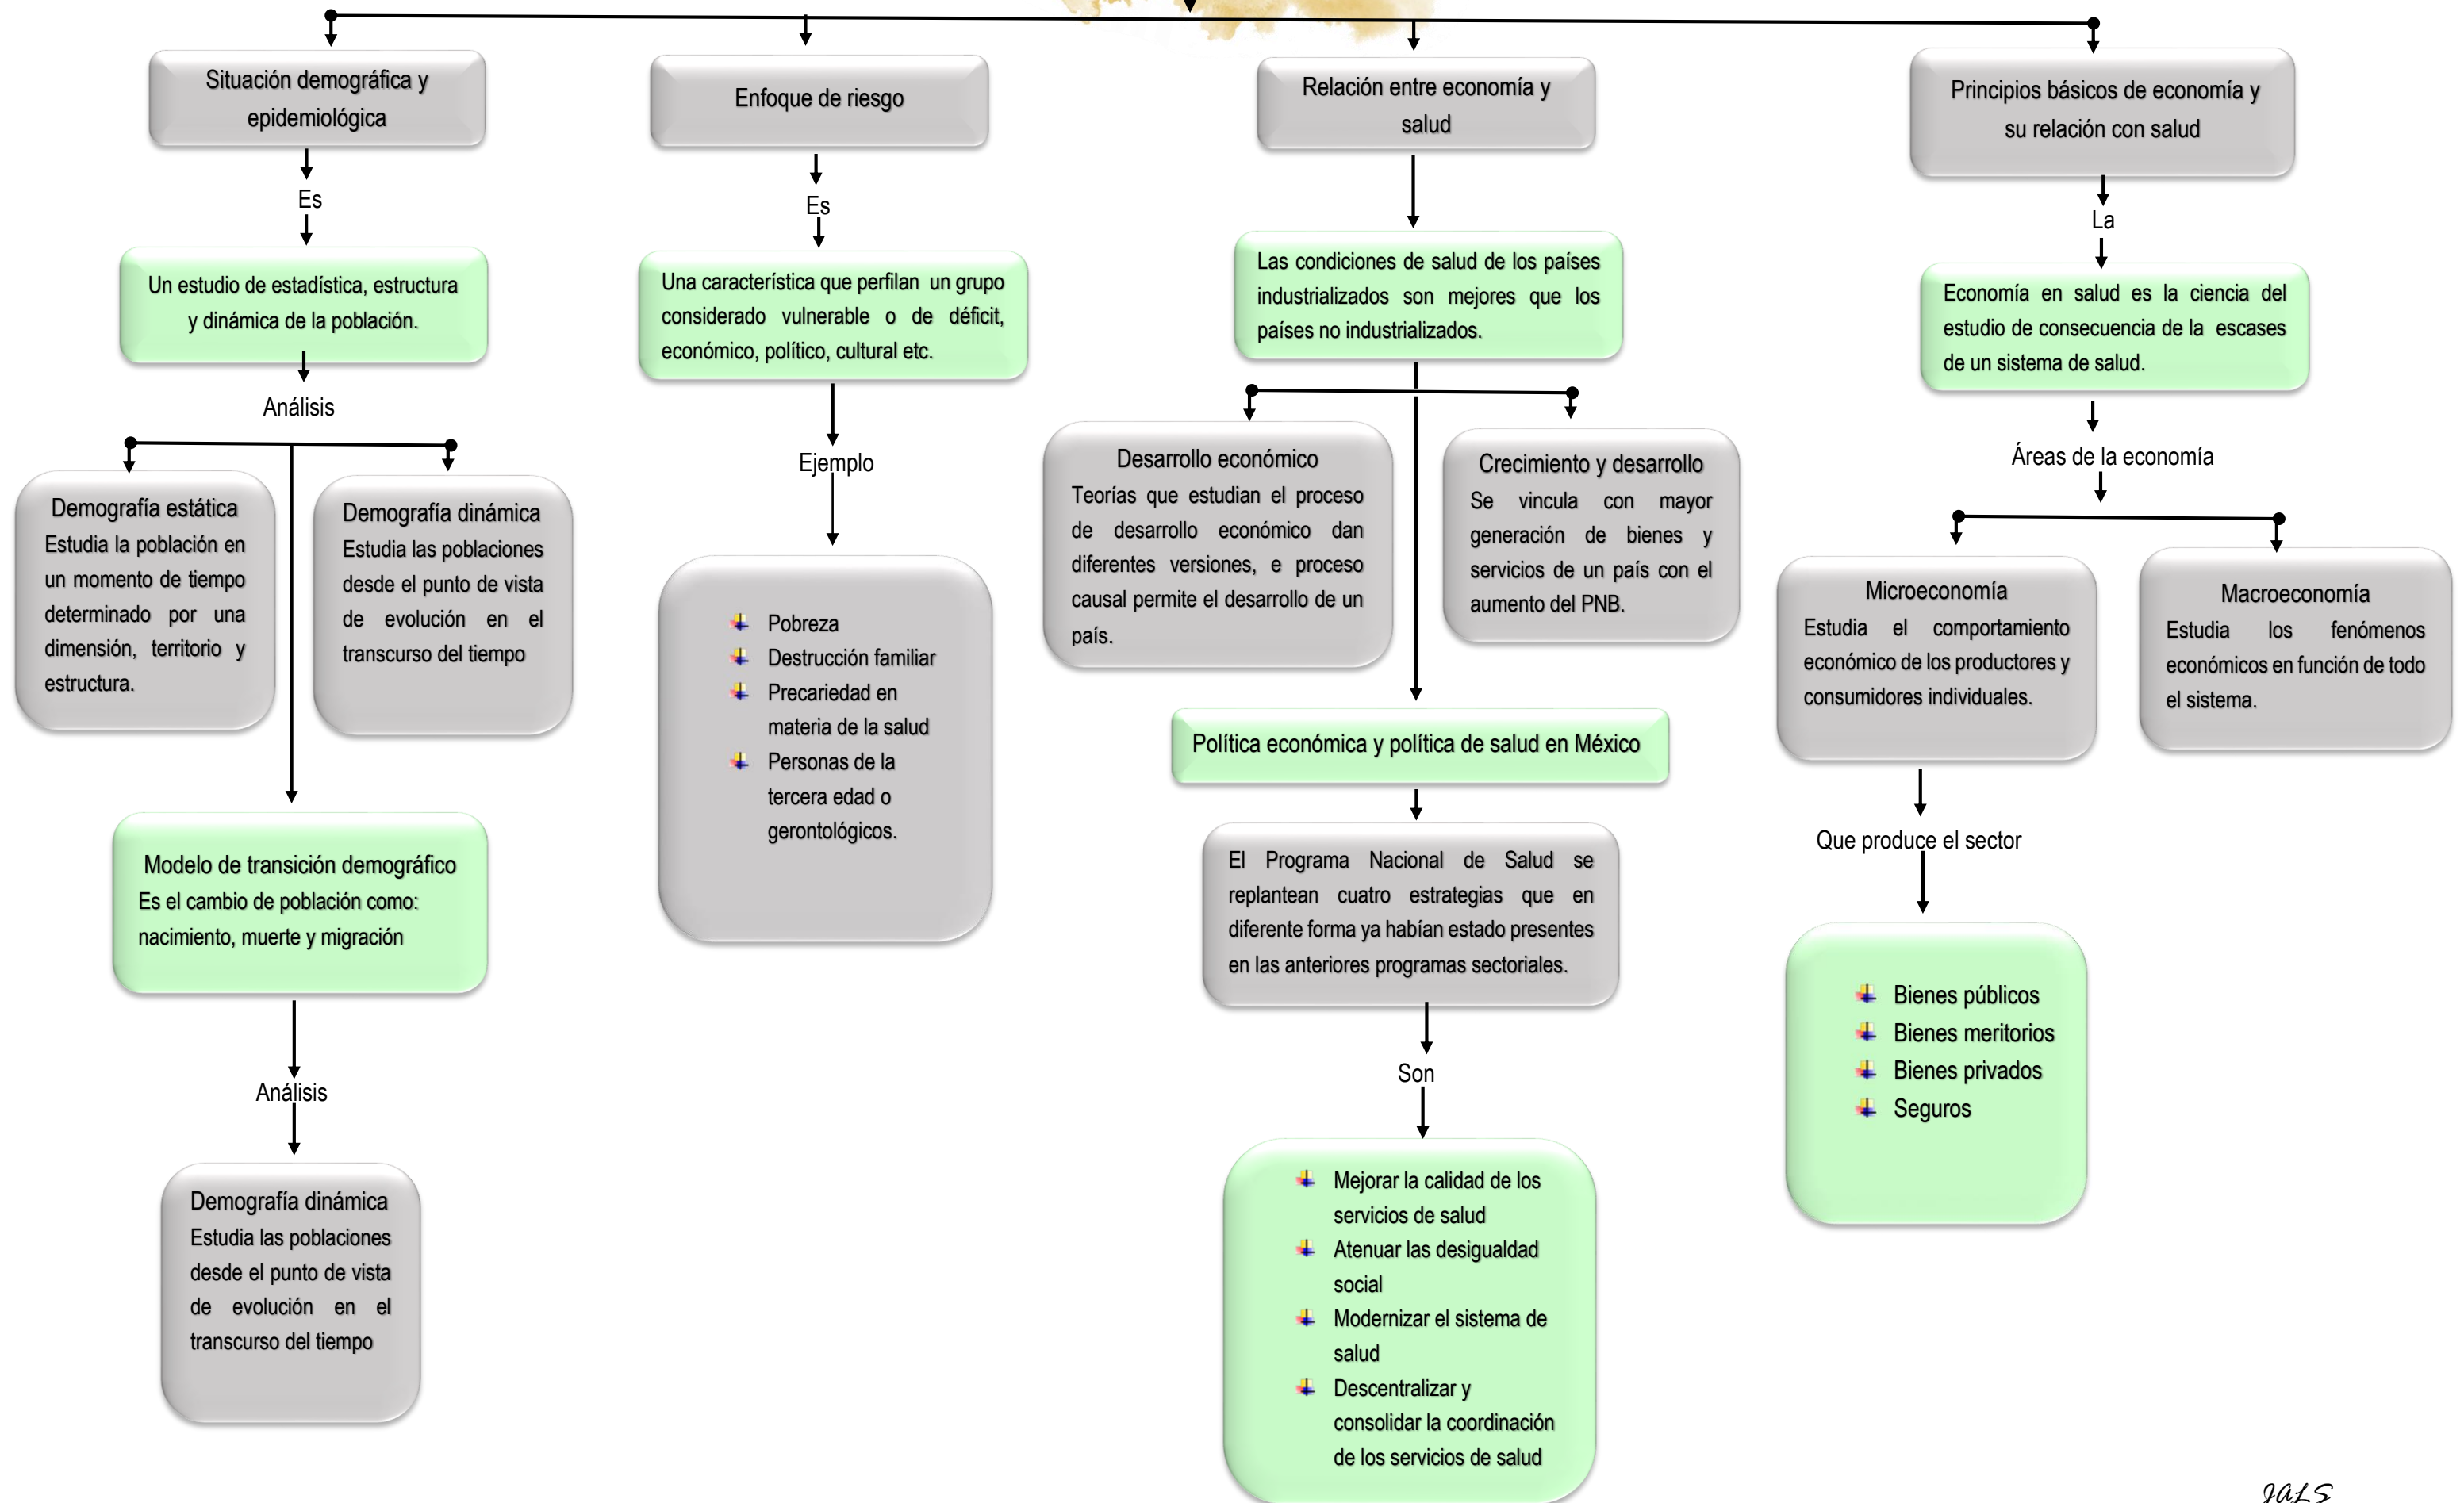 Situación demográfica y
epidemiológica
Es
Un estudio de estadística, estructura
y dinámica de la población.
Análisis
Demografía estática
Estudia la población en
un momento de tiempo
determinado por una
dimensión, territorio y
estructura.
Demografía dinámica
Estudia las poblaciones
desde el punto de vista
de evolución en el
transcurso del tiempo
Modelo de transición demográfico
Es el cambio de población como:
nacimiento, muerte y migración
Análisis
Demografía dinámica
Estudia las poblaciones
desde el punto de vista
de evolución en el
transcurso del tiempo
Enfoque de riesgo
Es
Una característica que perfilan un grupo
considerado vulnerable o de déficit,
económico, político, cultural etc.
Ejemplo
Pobreza
Destrucción familiar
Precariedad en
materia de la salud
Personas de la
tercera edad o
gerontológicos.
Relación entre economía y
salud
Las condiciones de salud de los países
industrializados son mejores que los
países no industrializados.
Desarrollo económico
Teorías que estudian el proceso
de desarrollo económico dan
diferentes versiones, e proceso
causal permite el desarrollo de un
país.
Crecimiento y desarrollo
Se vincula con mayor
generación de bienes y
servicios de un país con el
aumento del PNB.
Política económica y política de salud en México
El Programa Nacional de Salud se
replantean cuatro estrategias que en
diferente forma ya habían estado presentes
en las anteriores programas sectoriales.
Son
Mejorar la calidad de los
servicios de salud
Atenuar las desigualdad
social
Modernizar el sistema de
salud
Descentralizar y
consolidar la coordinación
de los servicios de salud
Principios básicos de economía y
su relación con salud
La
Economía en salud es la ciencia del
estudio de consecuencia de la escases
de un sistema de salud.
Áreas de la economía
Microeconomía
Estudia el comportamiento
económico de los productores y
consumidores individuales.
Macroeconomía
Estudia los fenómenos
económicos en función de todo
el sistema.
Que produce el sector
Bienes públicos
Bienes meritorios
Bienes privados
Seguros
JALS